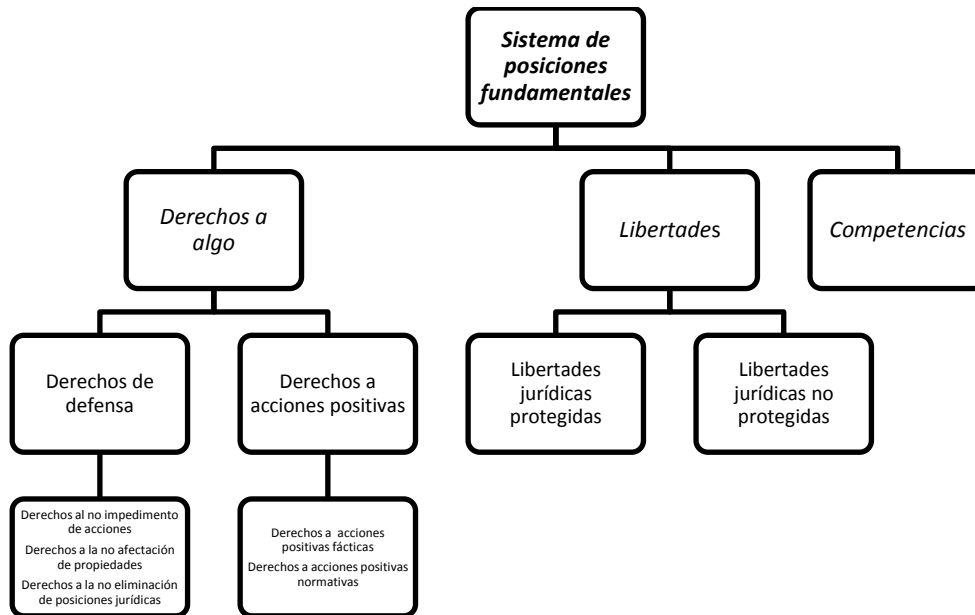 Sistema de
posiciones
fundamentales
Derechos a
algo
Libertades
Competencias
Derechos de
defensa
Derechos a
acciones positivas
Libertades
jurídicas
protegidas
Libertades
jurídicas no
protegidas
Derechos al no impedimento
de acciones
Derechos a la no afectación
de propiedades
Derechos a la no eliminación
de posiciones jurídicas
Derechos a acciones
positivas fácticas
Derechos a acciones positivas
normativas